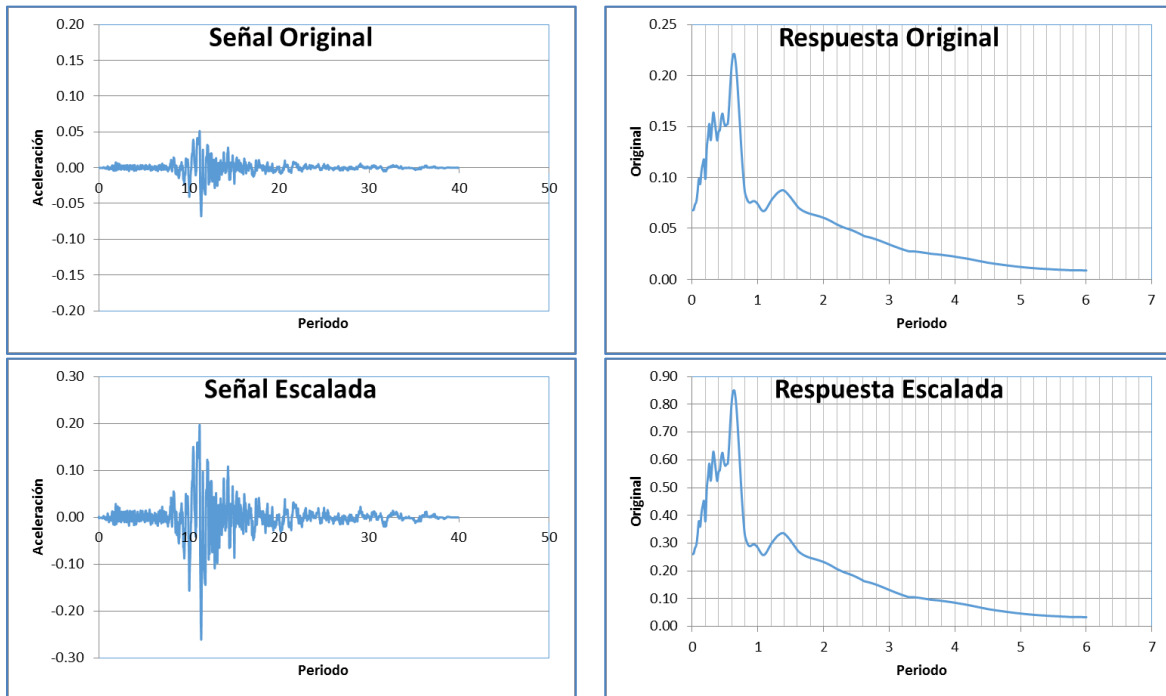 Señal Original
0.20
0.15
0.10
0.05
0.00
-0.05
-0.10
-0.15
-0.20
0 10 20 30 40 50
Aceleración
Periodo
Respuesta Original
0.25
0.20
0.15
0.10
0.05
0.00
0 1 2 3 4 5 6 7
Original
Periodo
Señal Escalada
0.30
0.20
0.10
0.00
-0.10
-0.20
-0.30
0 10 20 30 40 50
Aceleración
Periodo
Respuesta Escalada
0.90
0.80
0.70
0.60
0.50
0.40
0.30
0.20
0.10
0.00
0 1 2 3 4 5 6 7
Original
Periodo